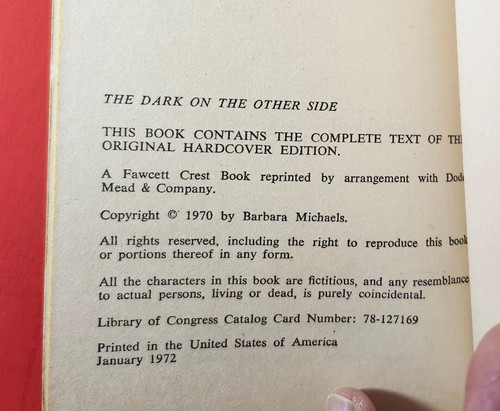 THE DARK ON THE OTHER SIDE
THIS BOOK CONTAINS THE COMPLETE TEXT OF TH
ORIGINAL HARDCOVER EDITION.
A Fawcett Crest Book reprinted by arrangement with Dodd
Mead & Company.
Copyright © 1970 by Barbara Michaels.
All rights reserved, including the right to reproduce this book
or portions thereof in any form.
All the characters in this book are fictitious, and any resemblance
to actual persons, living or dead, is purely coincidental.
Library of Congress Catalog Card Number: 78-127169
Printed in the United States of America
January 1972